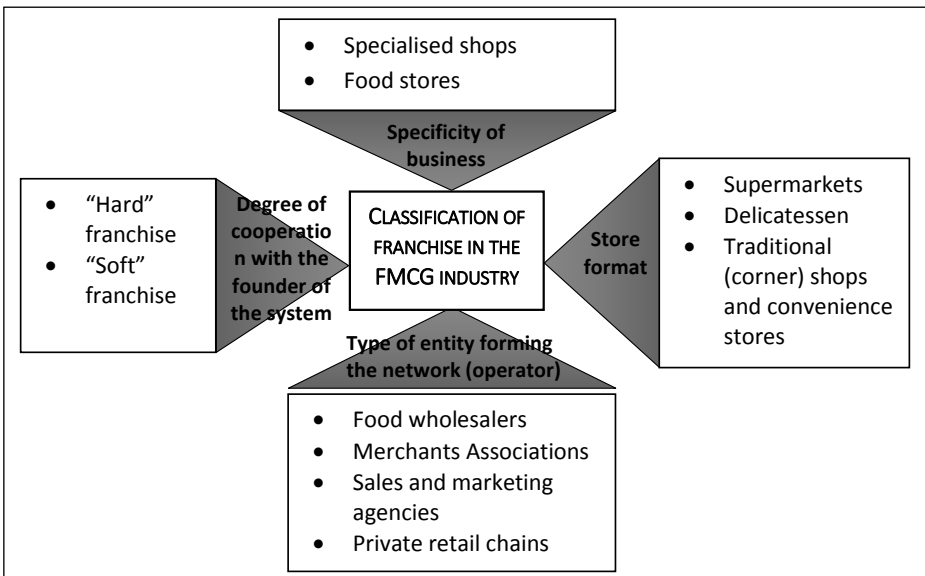 • Specialised shops
• Food stores
Specificity of
business
• “Hard”
franchise
• “Soft”
franchise
Degree of
cooperatio
n with the
founder of
the system
CLASSIFICATION OF
FRANCHISE IN THE
FMCG INDUSTRY
Store
format
• Supermarkets
• Delicatessen
• Traditional
(corner) shops
and convenience
stores
Type of entity forming
the network (operator)
• Food wholesalers
• Merchants Associations
• Sales and marketing
agencies
• Private retail chains